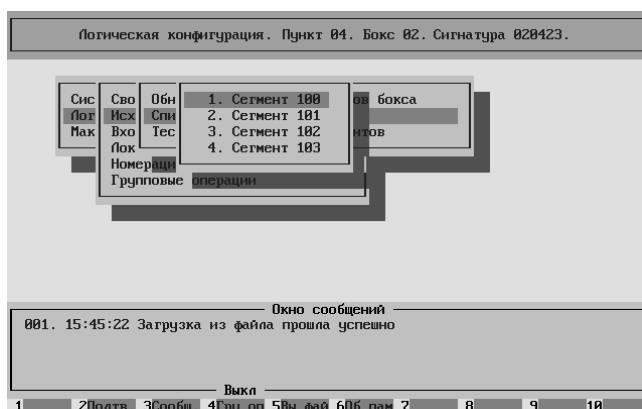 Логическая конфигурация. Пункт 04. Бокс 02. Сигнатура 020423.
Сис Сво Обн 1. Сегмент 100 ов бокса
Лог Исх Спи 2. Сегмент 101
Мак Вхо Тес 3. Сегмент 102 нтов
Лок 4. Сегмент 103
Номераци
Групповые операции
Окно сообщений
001. 15:45:22 Загрузка из файла прошла успешно
Выкл
1 2Подтв 3Сообщ 4Гру оп 5Вы фай 6Об пам 7 8 9 10